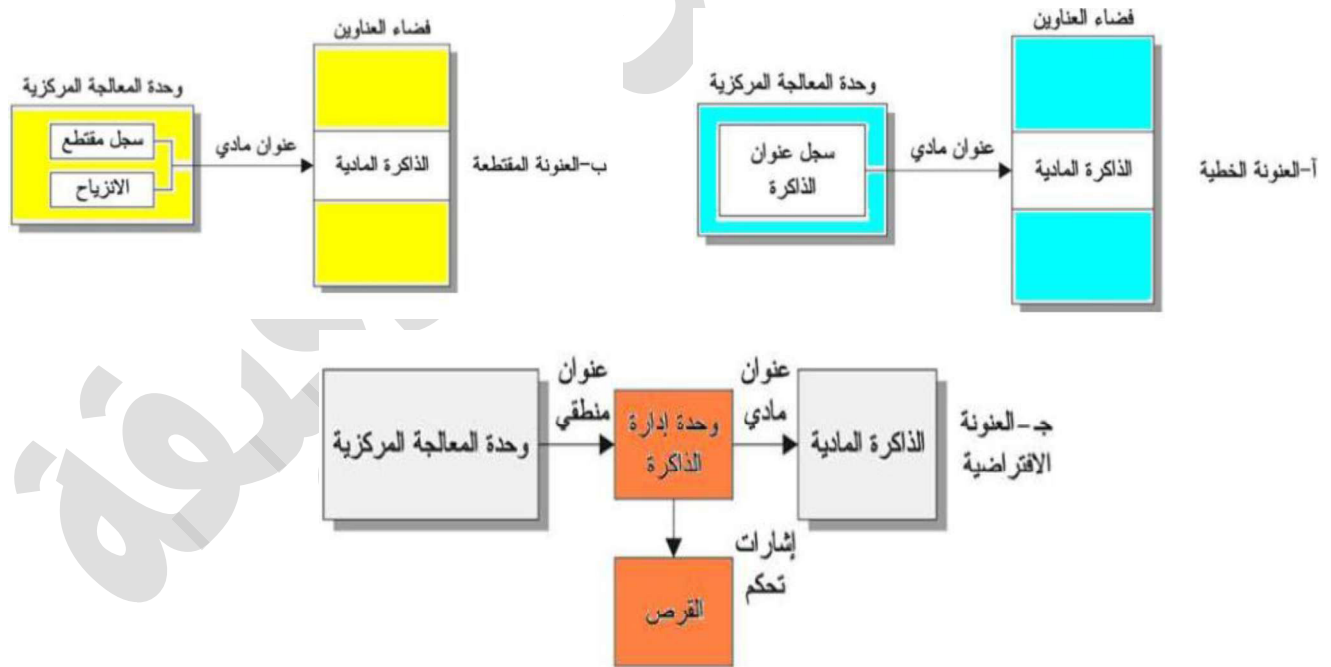 فضاء العناوين
وحدة المعالجة المركزية
سجل عنوان
الذاكرة
عنوان مادي
الذاكرة المادية
آ-العنونة الخطية
فضاء العناوين
وحدة المعالجة المركزية
سجل مقتطع
الانزياح
عنوان مادي
الذاكرة المادية
ب-العنونة المقتطعة
وحدة المعالجة المركزية
عنوان
منطقي
وحدة إدارة
الذاكرة
عنوان
مادي
الذاكرة المادية
جـ-العنونة
الافتراضية
إشارات
تحكم
القرص